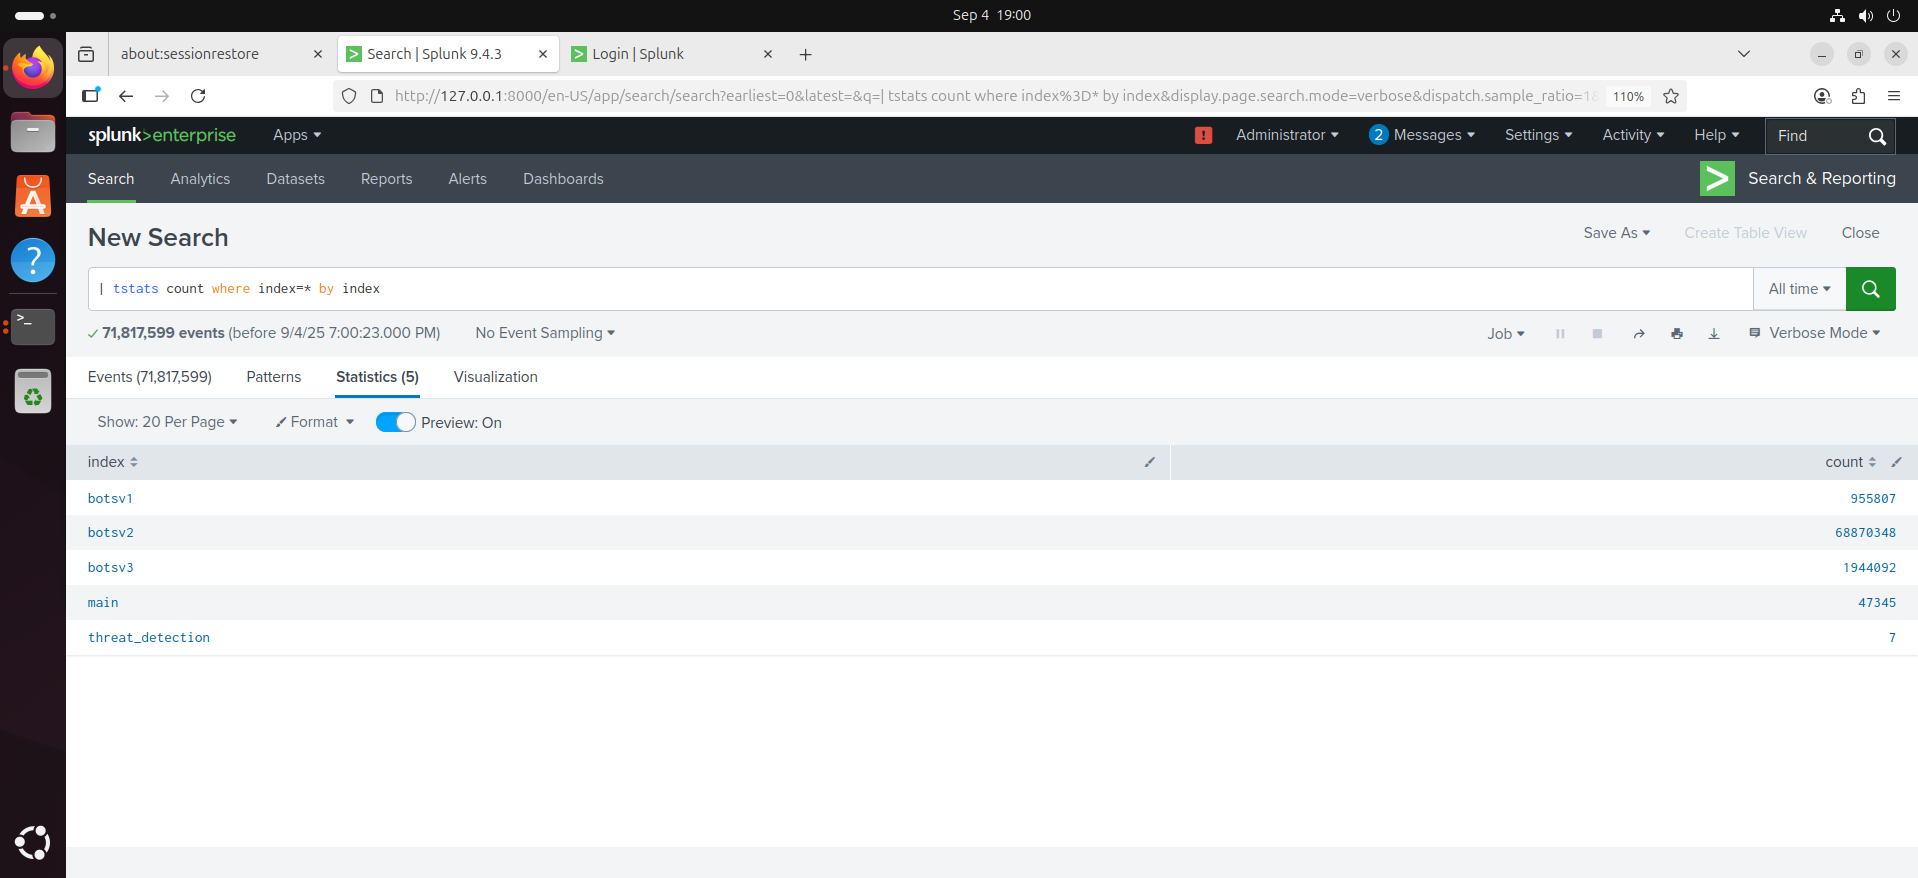 Sep 4 19:00
about:sessionrestore
Search | Splunk 9.4.3
Login | Splunk
http://127.0.0.1:8000/en-US/app/search/search?earliest=0&latest=&q=| tstats count where index%3D* by index&display.page.search.mode=verbose&dispatch.sample_ratio=1&
110%
splunk>enterprise
Apps
!
Administrator
2 Messages
Settings
Activity
Help
Find
Search
Analytics
Datasets
Reports
Alerts
Dashboards
> Search & Reporting
New Search
Save As
Create Table View
Close
| tstats count where index=* by index
All time
71,817,599 events (before 9/4/25 7:00:23.000 PM)
No Event Sampling
Job
Verbose Mode
Events (71,817,599)
Patterns
Statistics (5)
Visualization
Show: 20 Per Page
Format
Preview: On
index count
botsv1 955807
botsv2 68870348
botsv3 1944092
main 47345
threat_detection 7